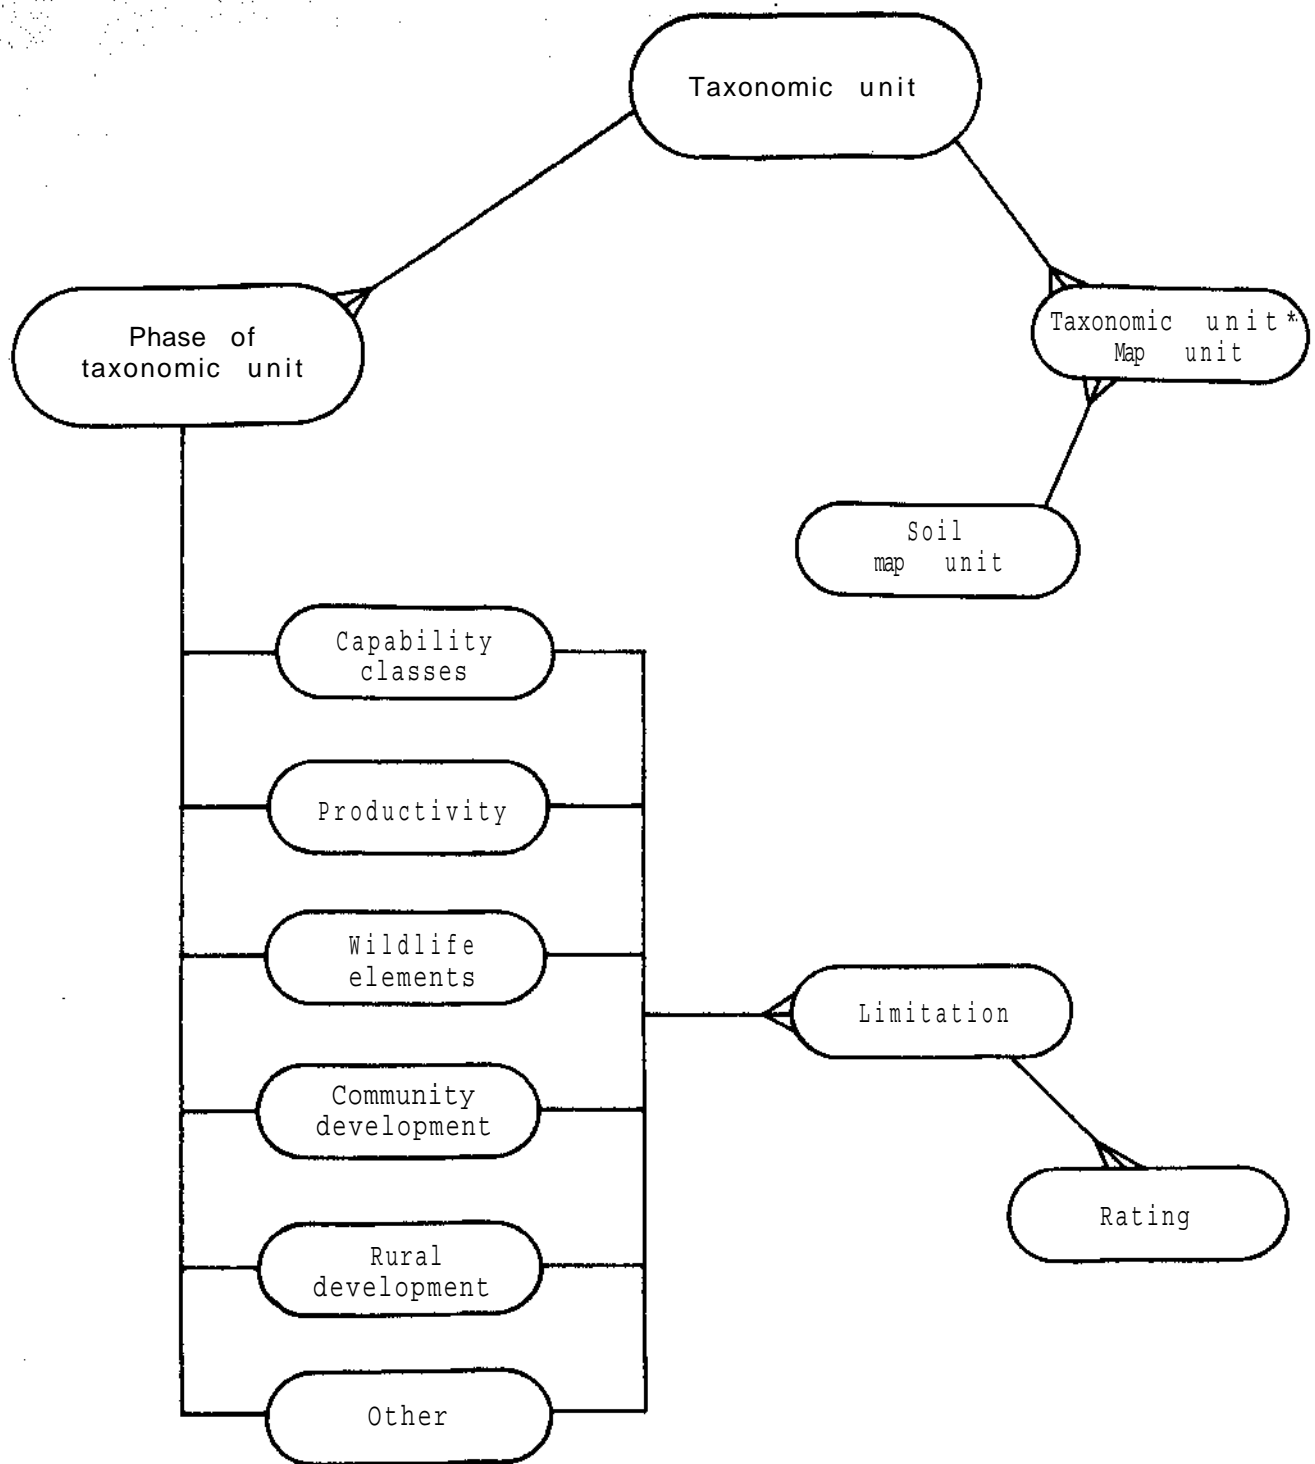 Taxonomic unit
Phase of
taxonomic unit
Taxonomic unit*
Map unit
Soil
map unit
Capability
classes
Productivity
Wildlife
elements
Limitation
Community
development
Rating
Rural
development
Other